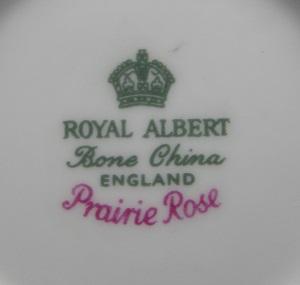 ROYAL ALBERT
Bone China
ENGLAND
Prairie Rose